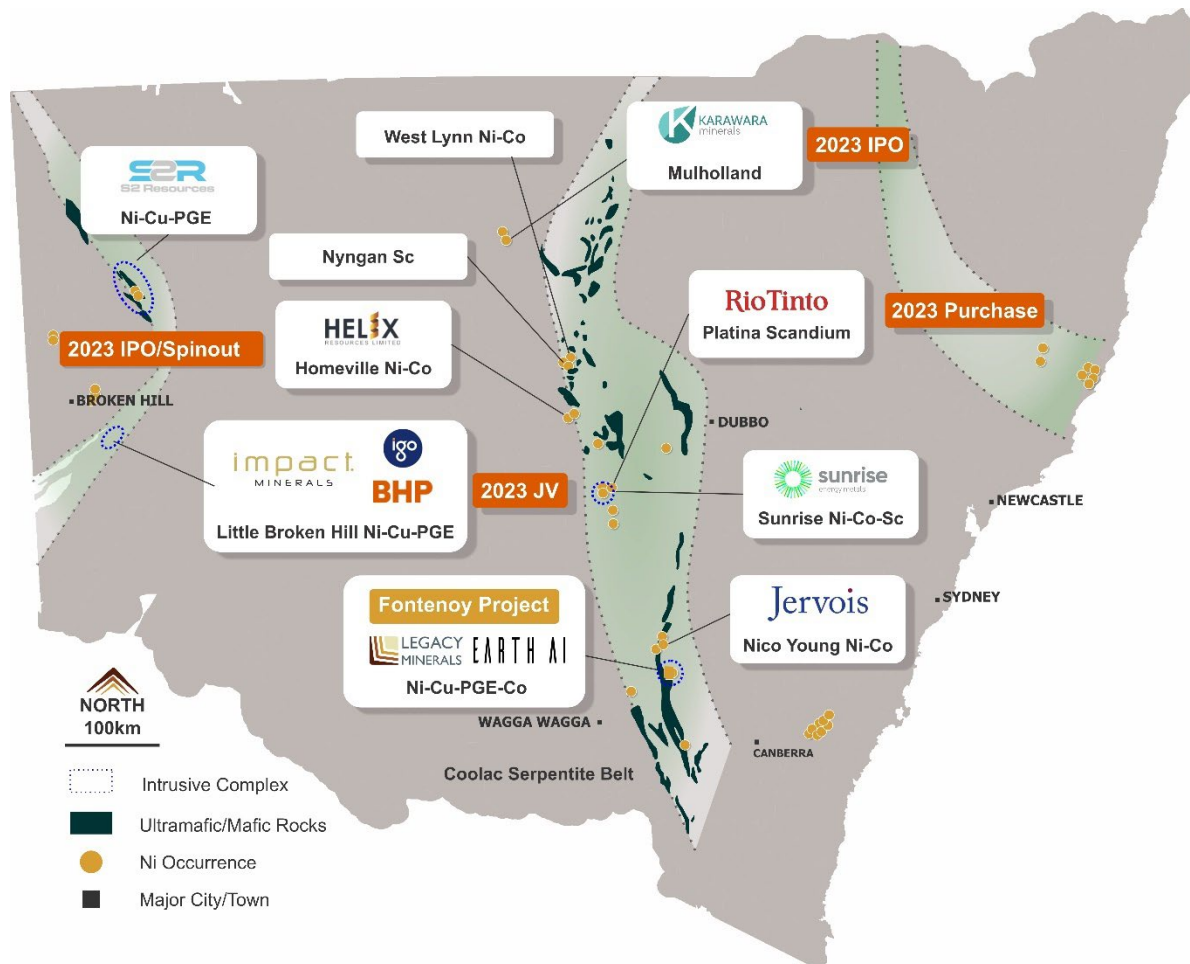 KARAWARA
minerals
Mulholland
2023 IPO
West Lynn Ni-Co
S2R
S2 Resources
Ni-Cu-PGE
Nyngan Sc
RioTinto
Platina Scandium
2023 Purchase
2023 IPO/Spinout
HELIX
RESOURCES LIMITED
Homeville Ni-Co
BROKEN HILL
DUBBO
impact
MINERALS
igo
BHP
2023 JV
Little Broken Hill Ni-Cu-PGE
sunrise
energy metals
Sunrise Ni-Co-Sc
NEWCASTLE
SYDNEY
Fontenoy Project
LEGACY
MINERALS
EARTH AI
Ni-Cu-PGE-Co
Jervois
Nico Young Ni-Co
WAGGA WAGGA
CANBERRA
Coolac Serpentite Belt
NORTH
100km
Intrusive Complex
Ultramafic/Mafic Rocks
Ni Occurrence
Major City/Town